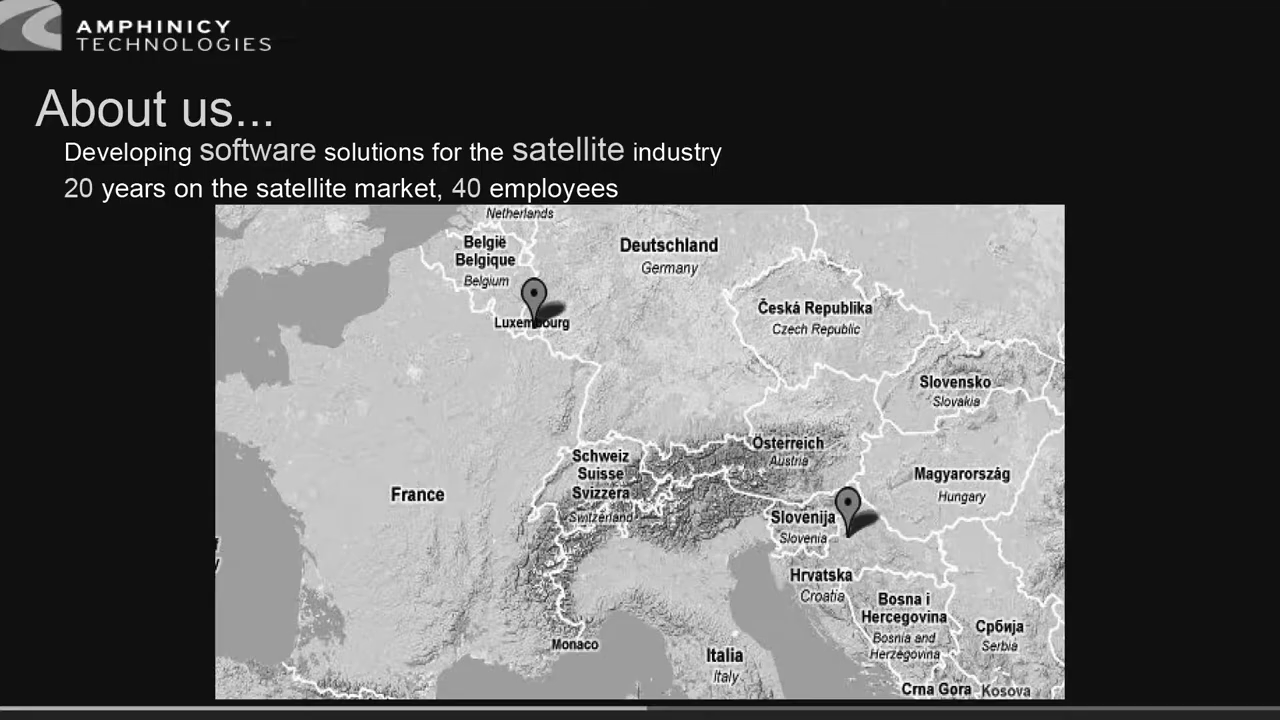 AMPHINICY
TECHNOLOGIES
About us...
Developing software solutions for the satellite industry
20 years on the satellite market, 40 employees
Netherlands
België
Belgique
Belgium
Deutschland
Germany
Luxembourg
Česká Republika
Czech Republic
Slovensko
Slovakia
Österreich
Austria
Schweiz
Suisse
Svizzera
Switzerland
Magyarország
Hungary
France
Slovenija
Slovenia
Hrvatska
Croatia
Bosna i
Hercegovina
Bosnia and
Herzegovina
Србија
Serbia
Monaco
Italia
Italy
Crna Gora
Kosova